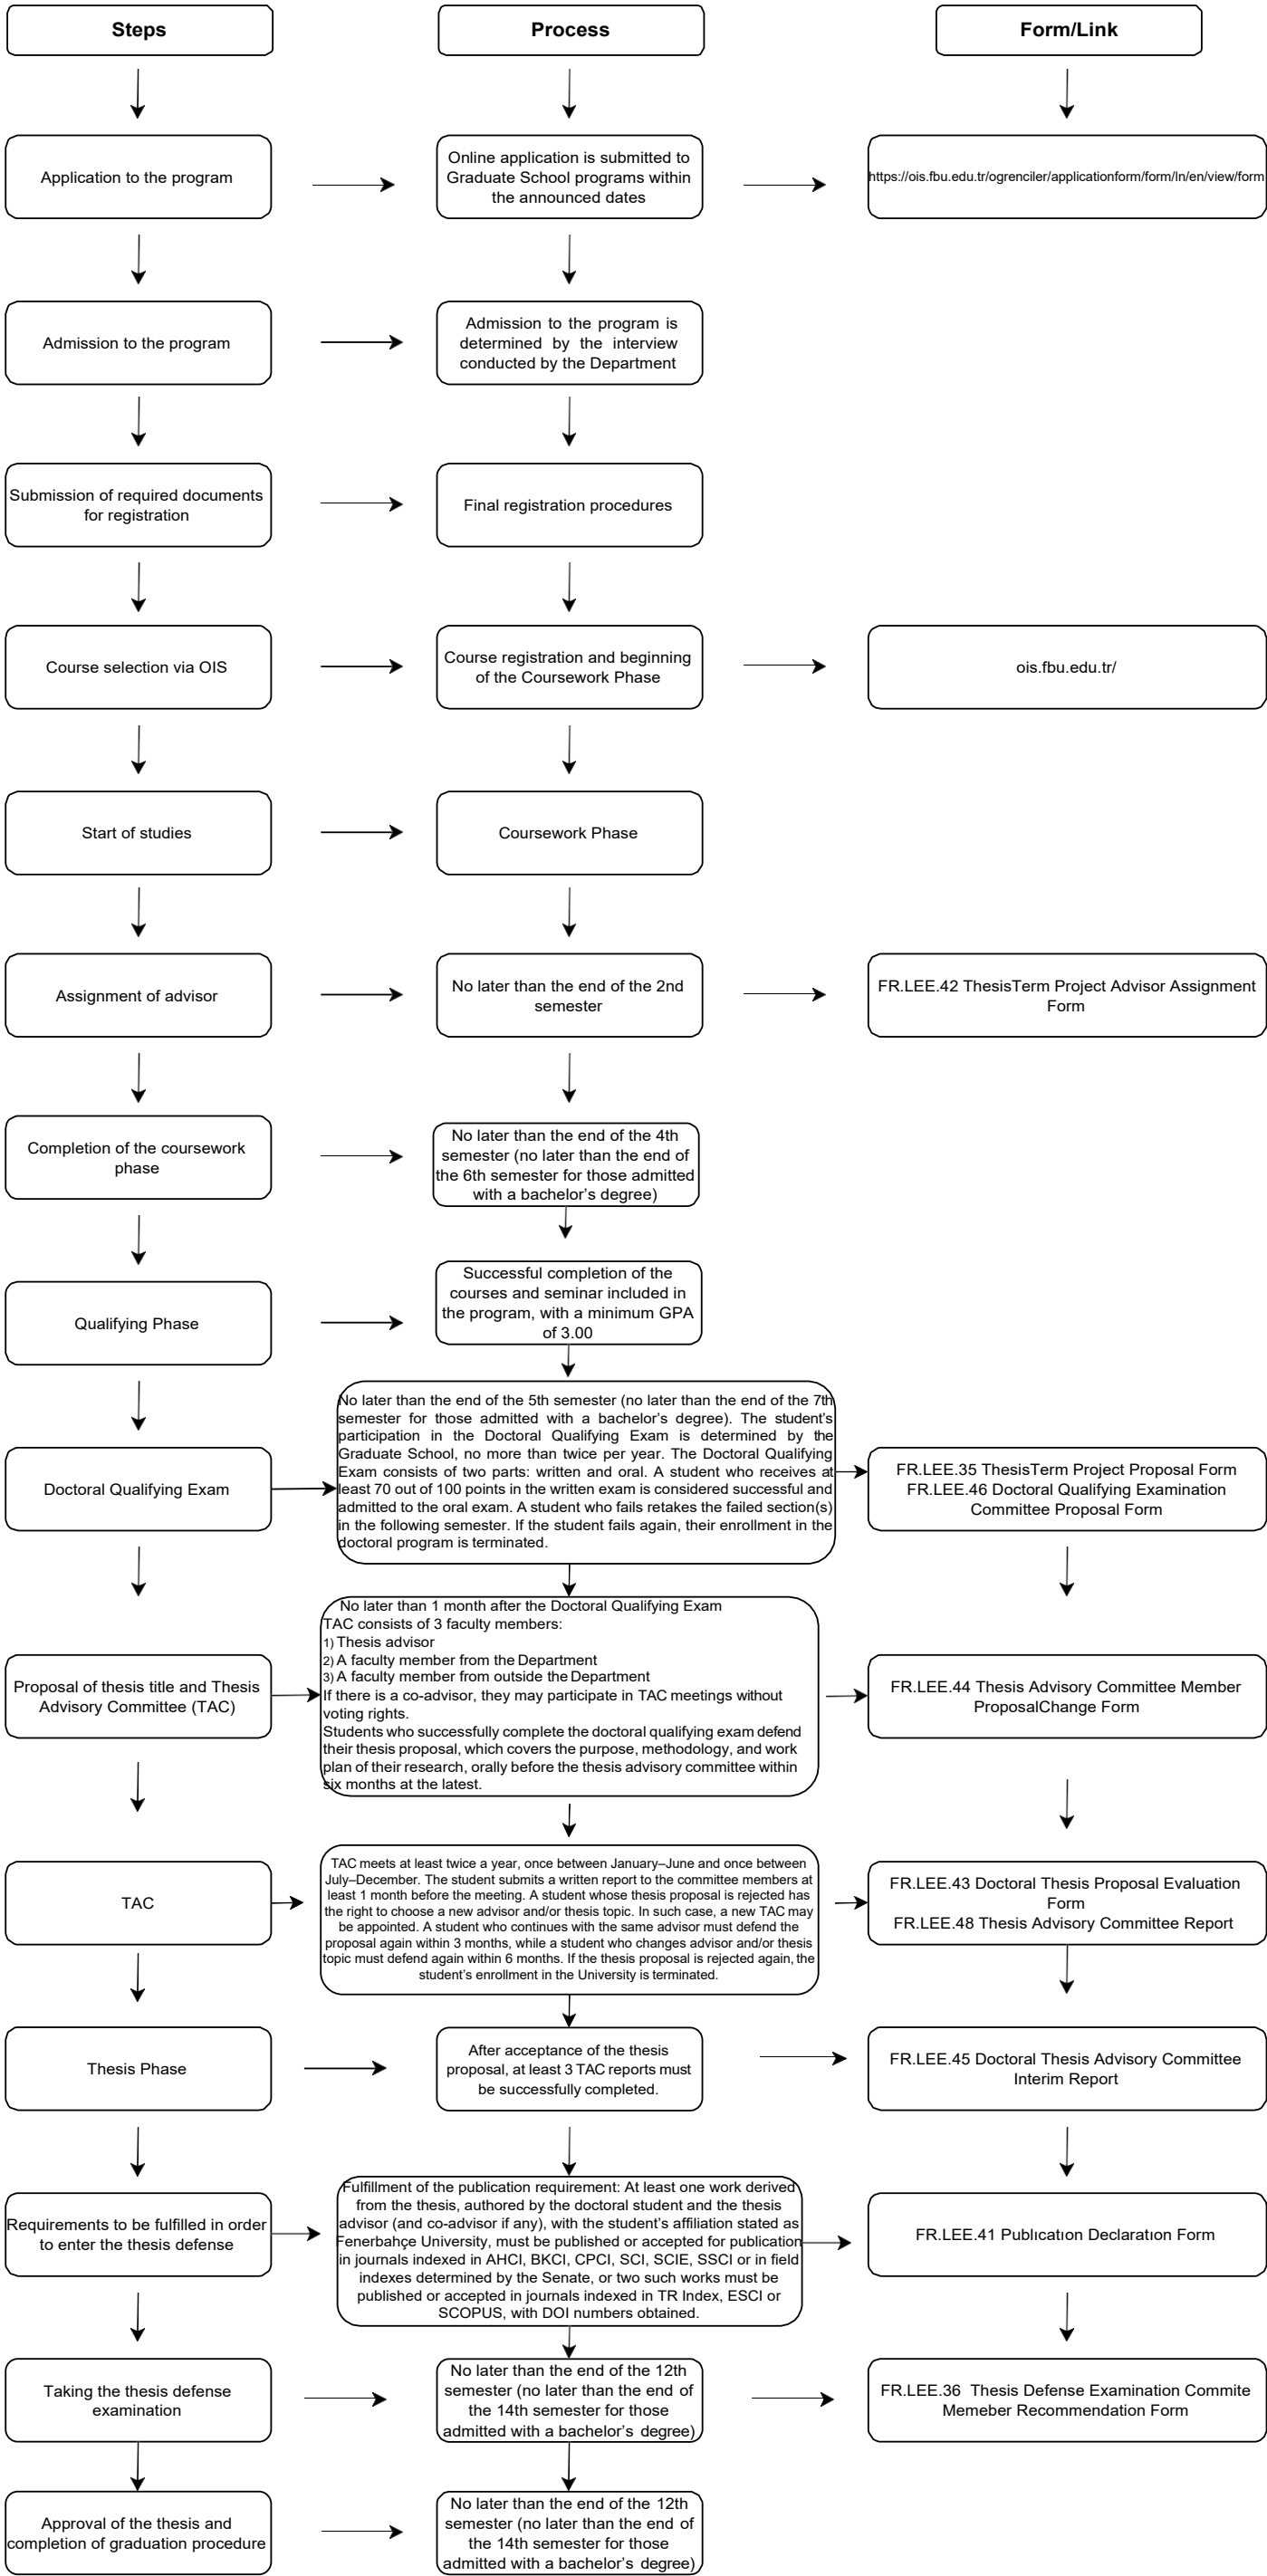 Steps
Process
Form/Link
Application to the program
Online application is submitted to
Graduate School programs within
the announced dates
https://ois.fbu.edu.tr/ogrenciler/applicationform/form/ln/en/view/form
Admission to the program
Admission to the program is
determined by the interview
conducted by the Department
Submission of required documents
for registration
Final registration procedures
Course selection via OIS
Course registration and beginning
of the Coursework Phase
ois.fbu.edu.tr/
Start of studies
Coursework Phase
Assignment of advisor
No later than the end of the 2nd
semester
FR.LEE.42 ThesisTerm Project Advisor Assignment
Form
Completion of the coursework
phase
No later than the end of the 4th
semester (no later than the end of
the 6th semester for those admitted
with a bachelor’s degree)
Qualifying Phase
Successful completion of the
courses and seminar included in
the program, with a minimum GPA
of 3.00
Doctoral Qualifying Exam
No later than the end of the 5th semester (no later than the end of the 7th
semester for those admitted with a bachelor’s degree). The student’s
participation in the Doctoral Qualifying Exam is determined by the
Graduate School, no more than twice per year. The Doctoral Qualifying
Exam consists of two parts: written and oral. A student who receives at
least 70 out of 100 points in the written exam is considered successful and
admitted to the oral exam. A student who fails retakes the failed section(s)
in the following semester. If the student fails again, their enrollment in the
doctoral program is terminated.
FR.LEE.35 ThesisTerm Project Proposal Form
FR.LEE.46 Doctoral Qualifying Examination
Committee Proposal Form
Proposal of thesis title and Thesis
Advisory Committee (TAC)
No later than 1 month after the Doctoral Qualifying Exam
TAC consists of 3 faculty members:
1) Thesis advisor
2) A faculty member from the Department
3) A faculty member from outside the Department
If there is a co-advisor, they may participate in TAC meetings without
voting rights.
Students who successfully complete the doctoral qualifying exam defend
their thesis proposal, which covers the purpose, methodology, and work
plan of their research, orally before the thesis advisory committee within
six months at the latest.
FR.LEE.44 Thesis Advisory Committee Member
ProposalChange Form
TAC
TAC meets at least twice a year, once between January–June and once between
July–December. The student submits a written report to the committee members at
least 1 month before the meeting. A student whose thesis proposal is rejected has
the right to choose a new advisor and/or thesis topic. In such case, a new TAC may
be appointed. A student who continues with the same advisor must defend the
proposal again within 3 months, while a student who changes advisor and/or thesis
topic must defend again within 6 months. If the thesis proposal is rejected again, the
student’s enrollment in the University is terminated.
FR.LEE.43 Doctoral Thesis Proposal Evaluation
Form
FR.LEE.48 Thesis Advisory Committee Report
Thesis Phase
After acceptance of the thesis
proposal, at least 3 TAC reports must
be successfully completed.
FR.LEE.45 Doctoral Thesis Advisory Committee
Interim Report
Requirements to be fulfilled in order
to enter the thesis defense
Fulfillment of the publication requirement: At least one work derived
from the thesis, authored by the doctoral student and the thesis
advisor (and co-advisor if any), with the student’s affiliation stated as
Fenerbahçe University, must be published or accepted for publication
in journals indexed in AHCI, BKCI, CPCI, SCI, SCIE, SSCI or in field
indexes determined by the Senate, or two such works must be
published or accepted in journals indexed in TR Index, ESCI or
SCOPUS, with DOI numbers obtained.
FR.LEE.41 Publıcatıon Declaratıon Form
Taking the thesis defense
examination
No later than the end of the 12th
semester (no later than the end of
the 14th semester for those
admitted with a bachelor’s degree)
FR.LEE.36 Thesis Defense Examination Commite
Memeber Recommendation Form
Approval of the thesis and
completion of graduation procedure
No later than the end of the 12th
semester (no later than the end of
the 14th semester for those
admitted with a bachelor’s degree)